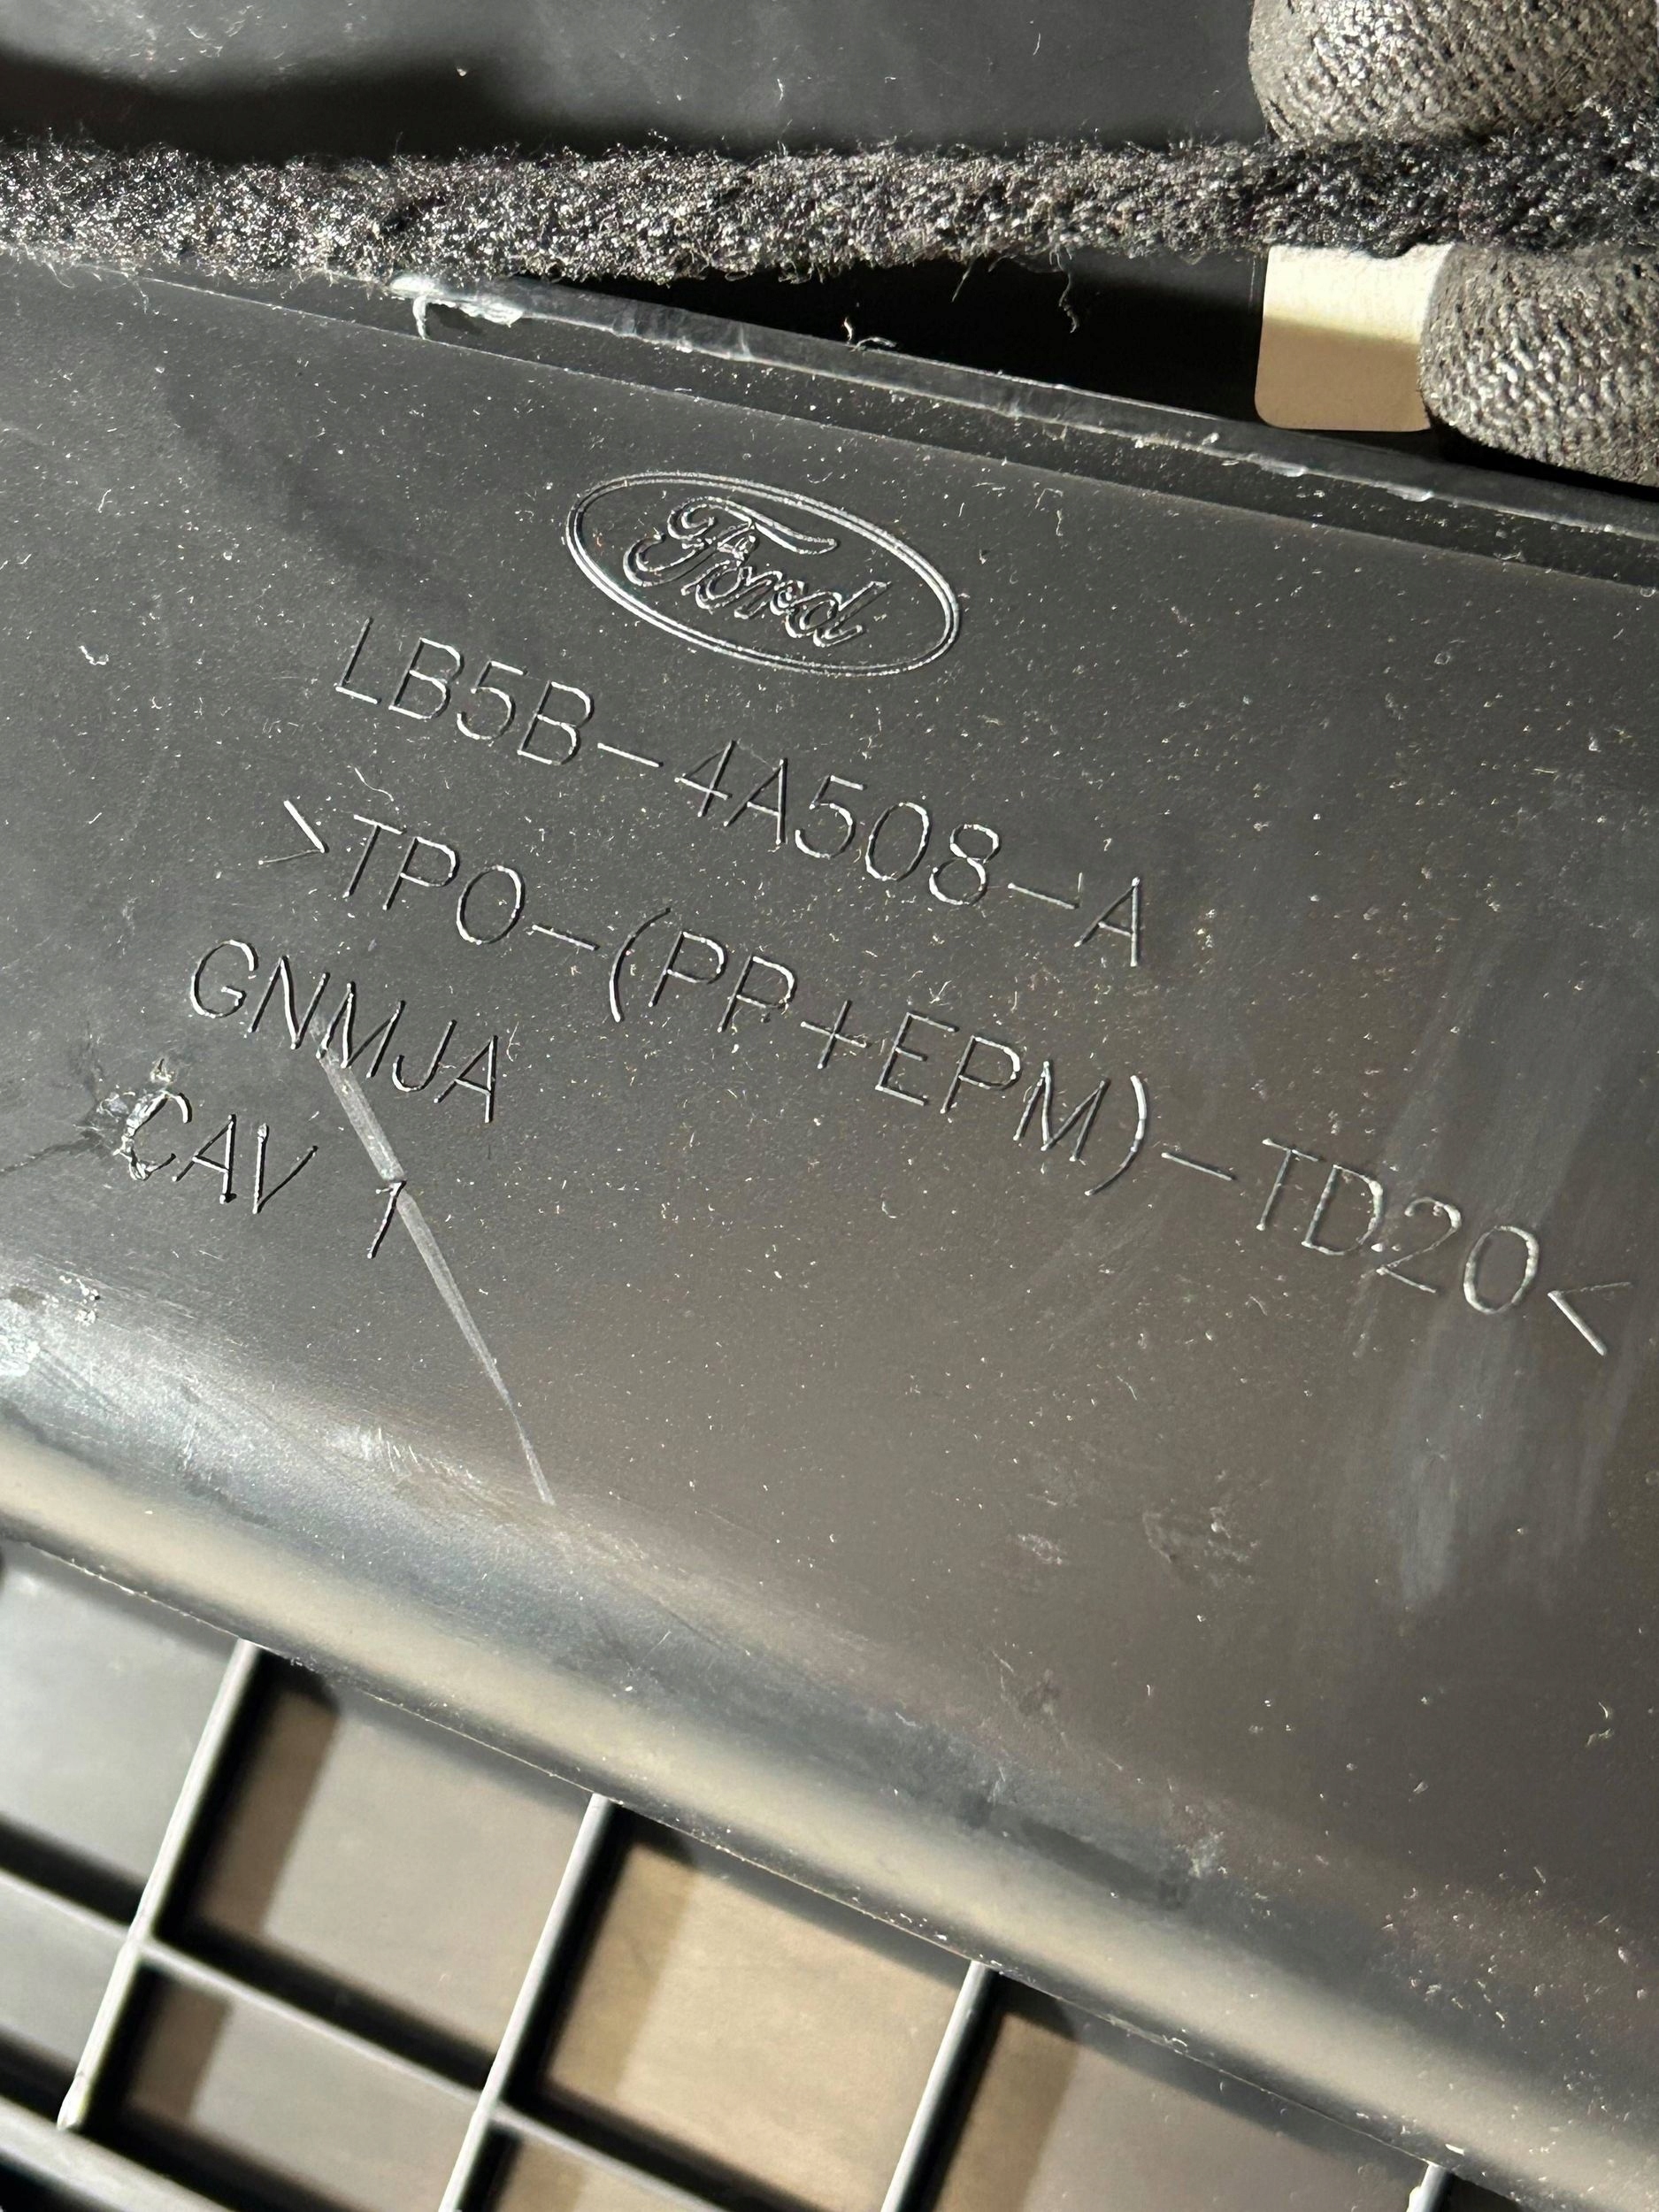 Ford
LB5B-4A508-A
>TPO-(PP+EPM)-TD20<
GNMJA
CAV 1